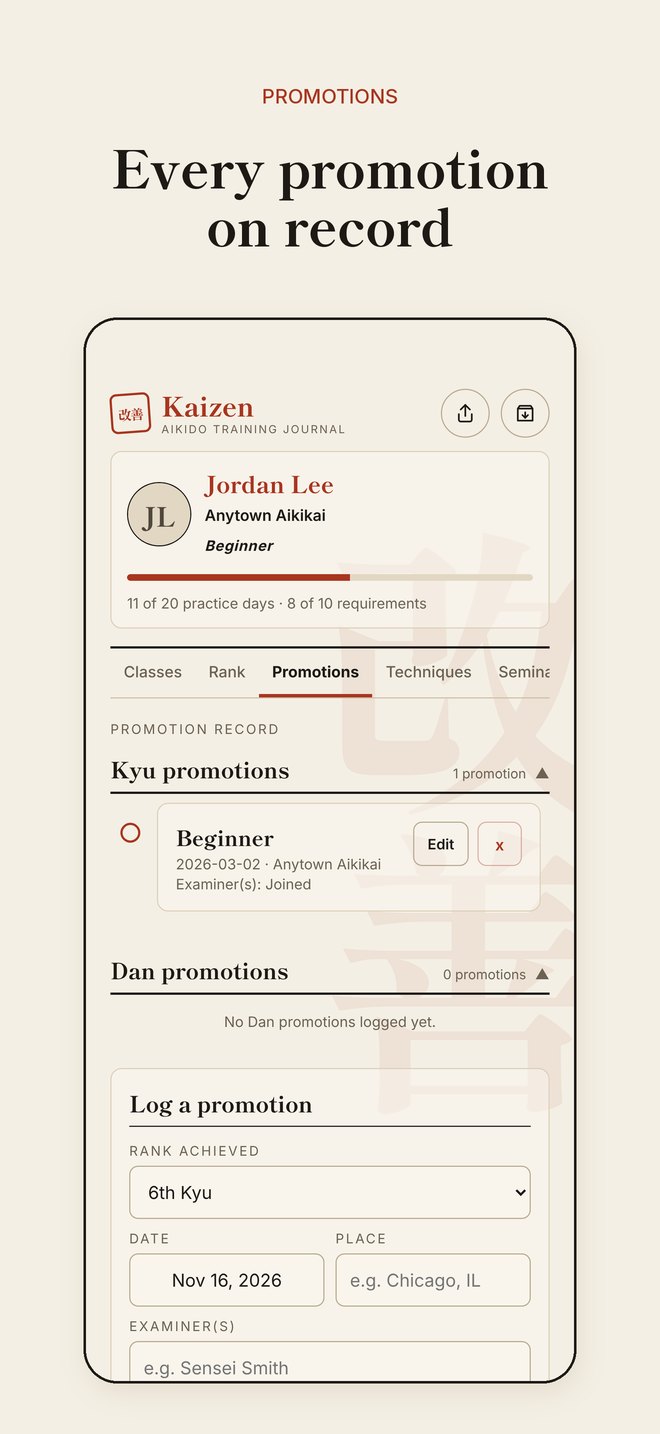 PROMOTIONS
Every promotion
on record
改善
Kaizen
AIKIDO TRAINING JOURNAL
JL
Jordan Lee
Anytown Aikikai
Beginner
11 of 20 practice days · 8 of 10 requirements
Classes Rank Promotions Techniques Semina
PROMOTION RECORD
Kyu promotions 1 promotion ▲
Beginner Edit x
2026-03-02 · Anytown Aikikai
Examiner(s): Joined
Dan promotions 0 promotions ▲
No Dan promotions logged yet.
改善
Log a promotion
RANK ACHIEVED
6th Kyu
DATE PLACE
Nov 16, 2026 e.g. Chicago, IL
EXAMINER(S)
e.g. Sensei Smith